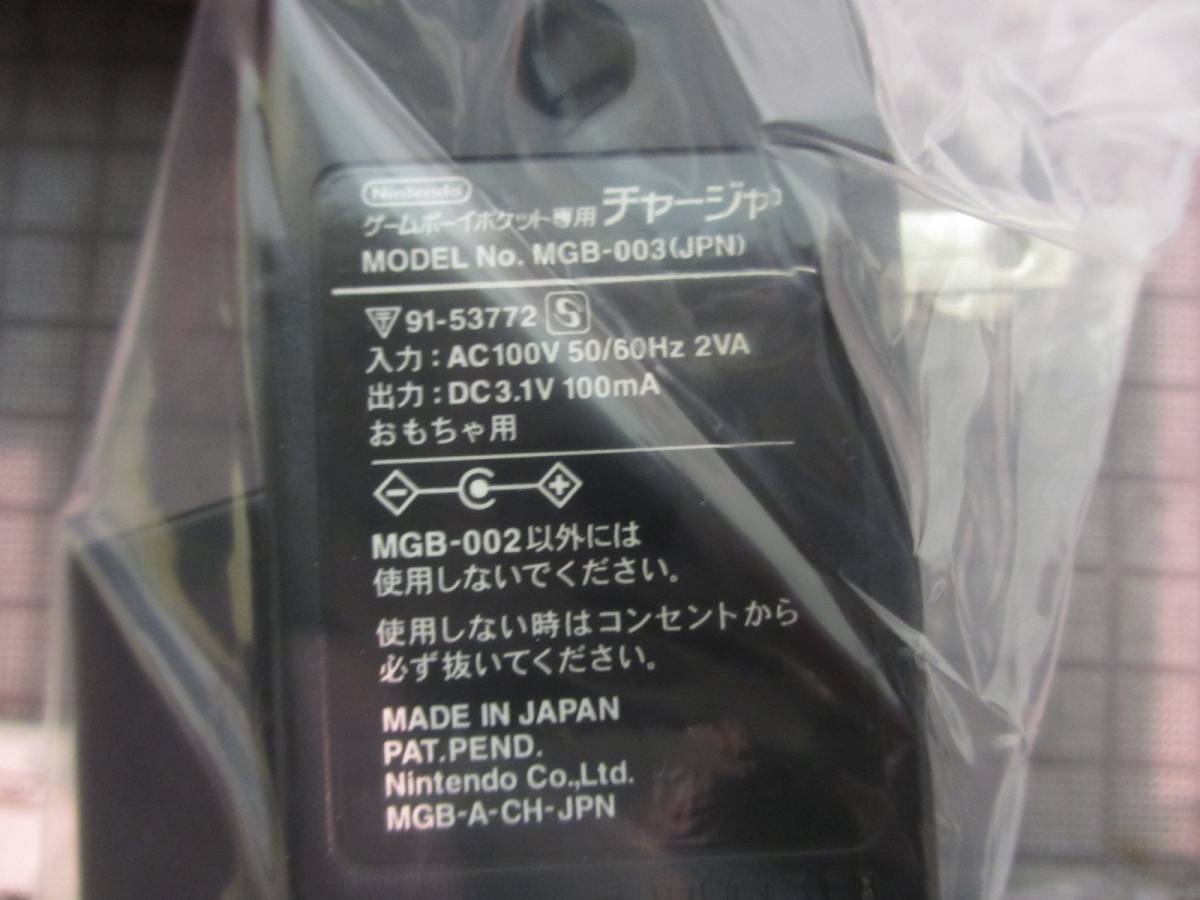 Nintendo
ゲームボーイポケット専用 チャージャ
MODEL No. MGB-003(JPN)
〒91-53772 S
入力：AC100V 50/60Hz 2VA
出力：DC3.1V 100mA
おもちゃ用
MGB-002以外には
使用しないでください。
使用しない時はコンセントから
必ず抜いてください。
MADE IN JAPAN
PAT.PEND.
Nintendo Co.,Ltd.
MGB-A-CH-JPN